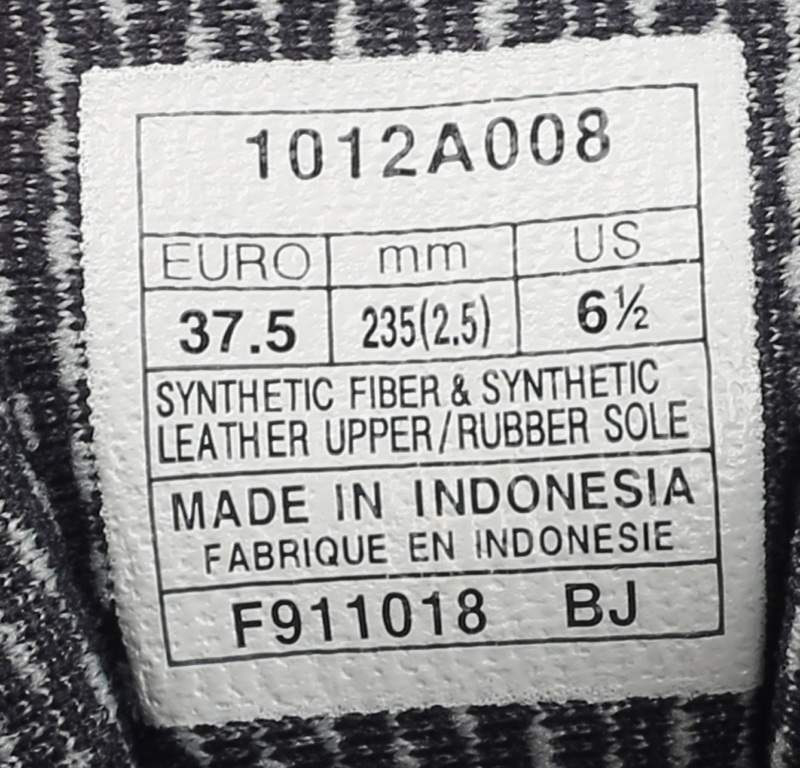 1012A008
EURO mm US
37.5 235(2.5) 6½
SYNTHETIC FIBER & SYNTHETIC
LEATHER UPPER/RUBBER SOLE
MADE IN INDONESIA
FABRIQUE EN INDONESIE
F911018 BJ